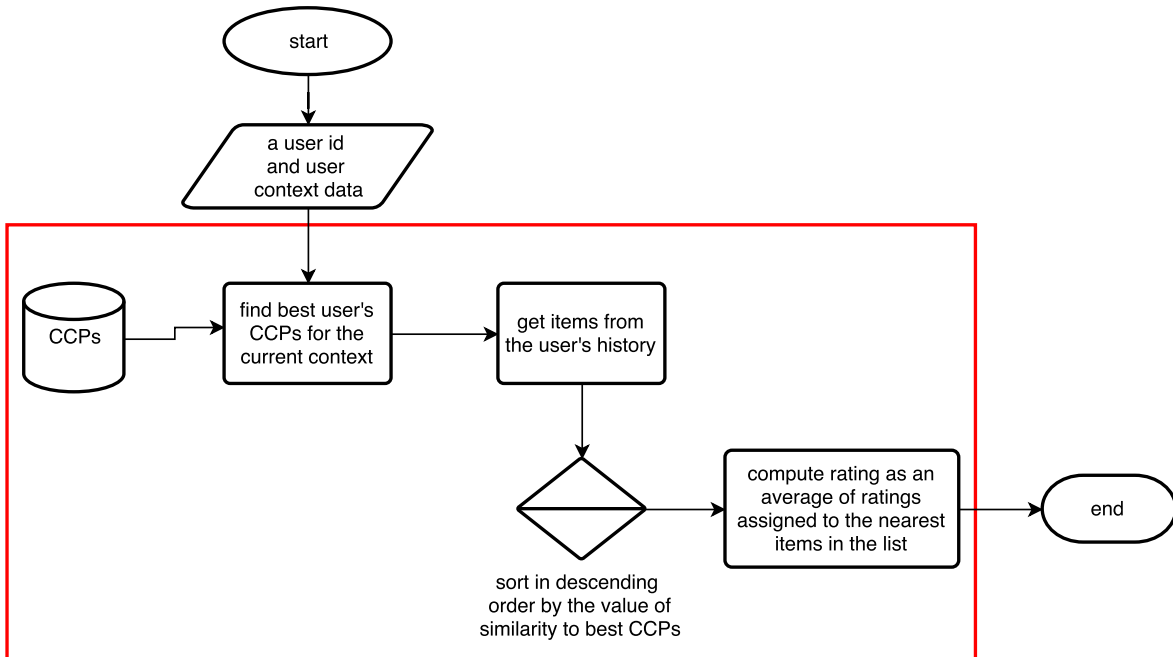 start
a user id
and user
context data
CCPs
find best user's
CCPs for the
current context
get items from
the user's history
sort in descending
order by the value of
similarity to best CCPs
compute rating as an
average of ratings
assigned to the nearest
items in the list
end